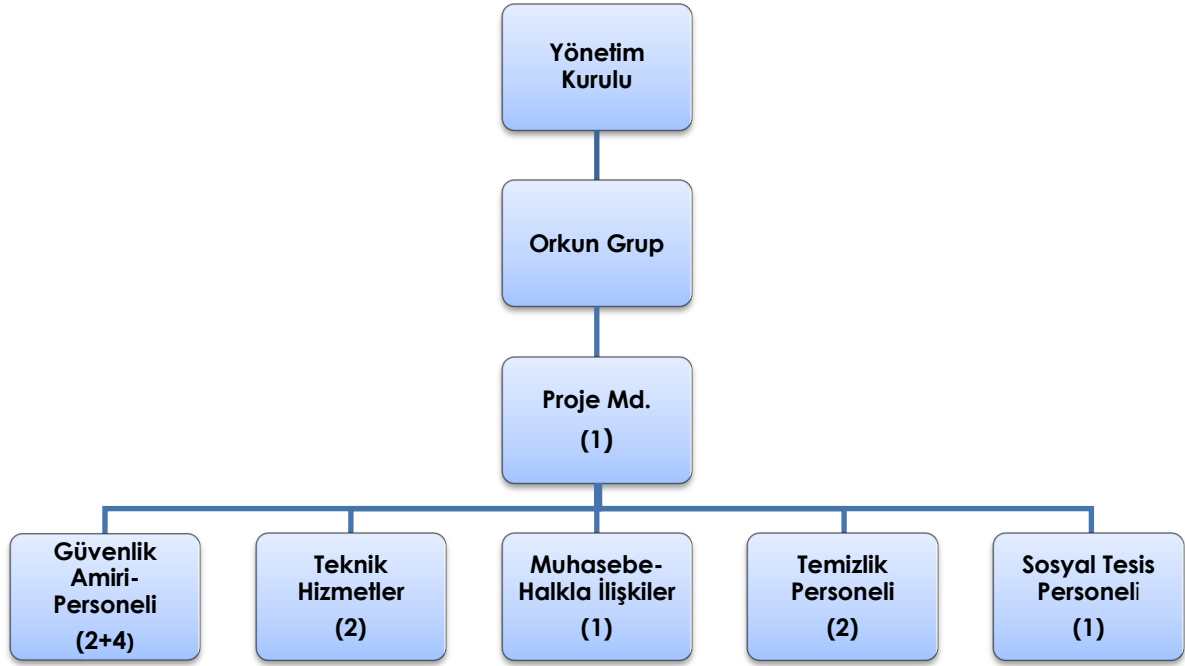 Yönetim
Kurulu
Orkun Grup
Proje Md.
(1)
Güvenlik
Amiri-
Personeli
(2+4)
Teknik
Hizmetler
(2)
Muhasebe-
Halkla İlişkiler
(1)
Temizlik
Personeli
(2)
Sosyal Tesis
Personeli
(1)